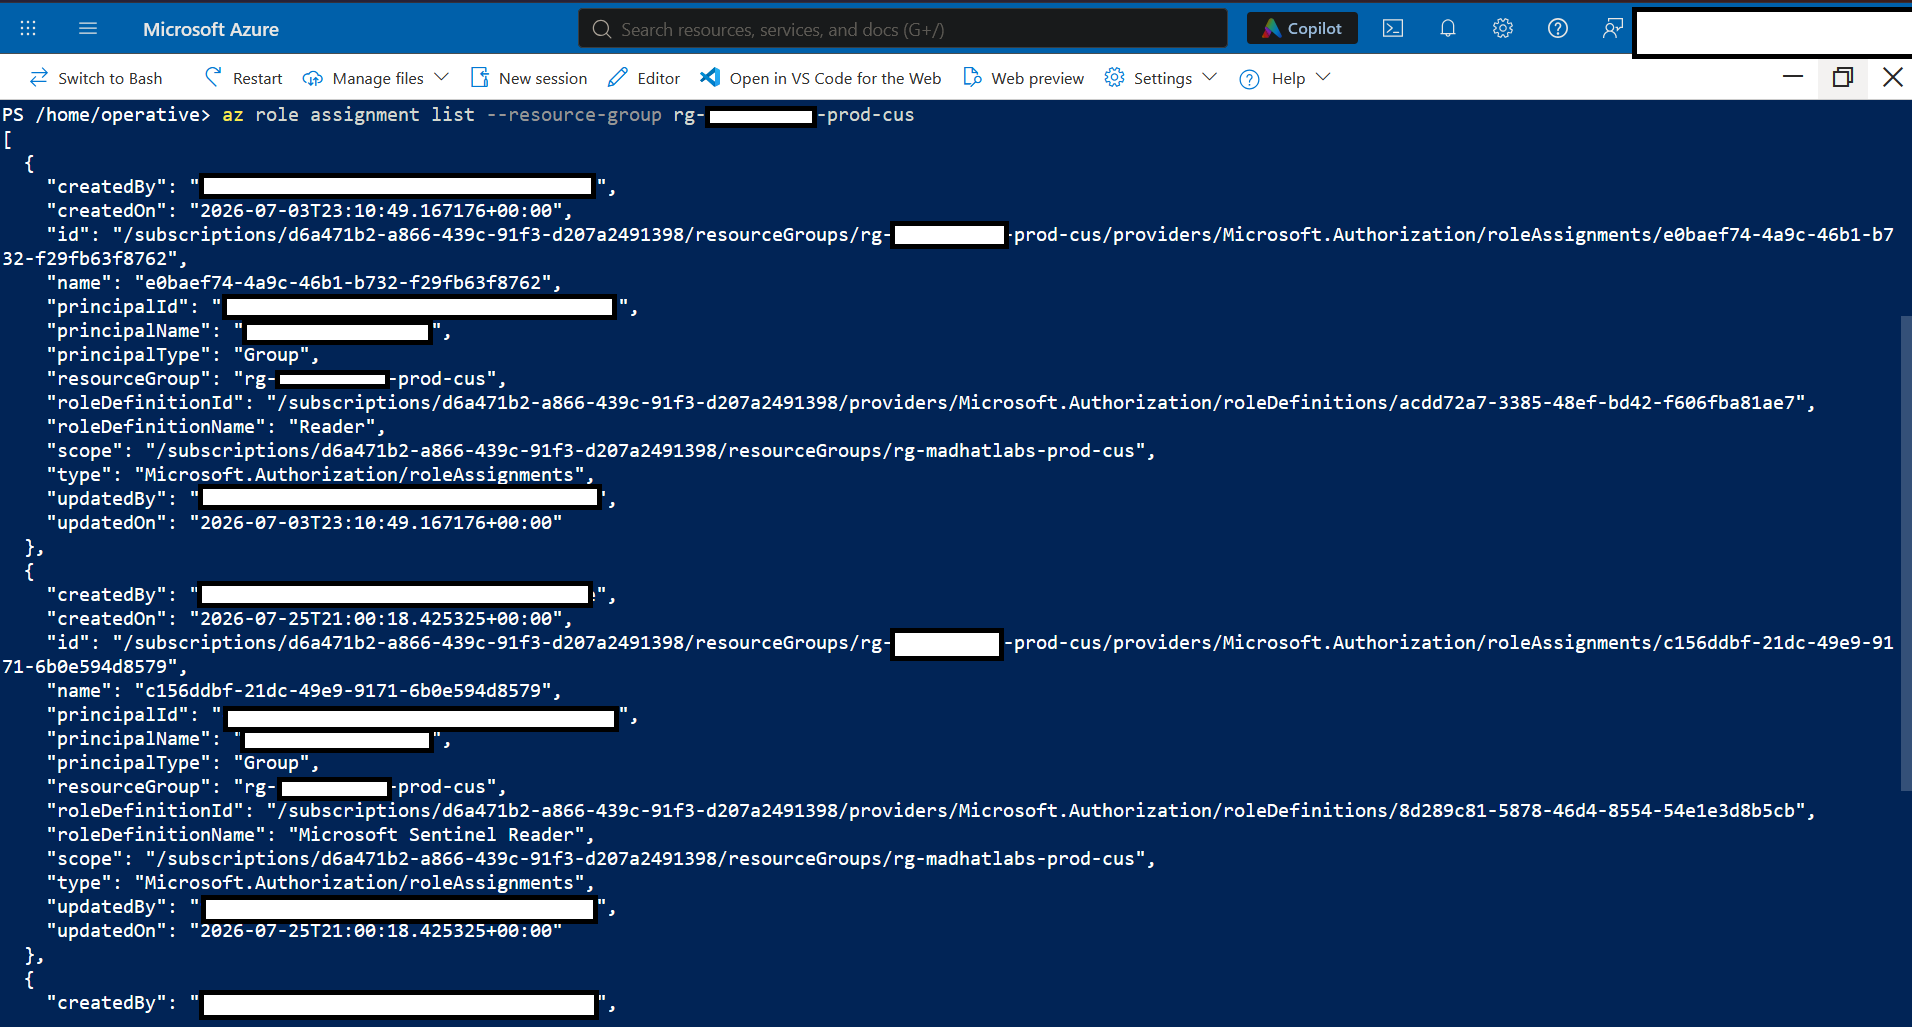 Microsoft Azure
Search resources, services, and docs (G+/)
Copilot
Switch to Bash Restart Manage files New session Editor Open in VS Code for the Web Web preview Settings Help
PS /home/operative> az role assignment list --resource-group rg- -prod-cus
[
{
"createdBy": " ",
"createdOn": "2026-07-03T23:10:49.167176+00:00",
"id": "/subscriptions/d6a471b2-a866-439c-91f3-d207a2491398/resourceGroups/rg- -prod-cus/providers/Microsoft.Authorization/roleAssignments/e0baef74-4a9c-46b1-b7
32-f29fb63f8762",
"name": "e0baef74-4a9c-46b1-b732-f29fb63f8762",
"principalId": " ",
"principalName": " ",
"principalType": "Group",
"resourceGroup": "rg- -prod-cus",
"roleDefinitionId": "/subscriptions/d6a471b2-a866-439c-91f3-d207a2491398/providers/Microsoft.Authorization/roleDefinitions/acdd72a7-3385-48ef-bd42-f606fba81ae7",
"roleDefinitionName": "Reader",
"scope": "/subscriptions/d6a471b2-a866-439c-91f3-d207a2491398/resourceGroups/rg-madhatlabs-prod-cus",
"type": "Microsoft.Authorization/roleAssignments",
"updatedBy": " ",
"updatedOn": "2026-07-03T23:10:49.167176+00:00"
},
{
"createdBy": " ",
"createdOn": "2026-07-25T21:00:18.425325+00:00",
"id": "/subscriptions/d6a471b2-a866-439c-91f3-d207a2491398/resourceGroups/rg- -prod-cus/providers/Microsoft.Authorization/roleAssignments/c156ddbf-21dc-49e9-91
71-6b0e594d8579",
"name": "c156ddbf-21dc-49e9-9171-6b0e594d8579",
"principalId": " ",
"principalName": " ",
"principalType": "Group",
"resourceGroup": "rg- -prod-cus",
"roleDefinitionId": "/subscriptions/d6a471b2-a866-439c-91f3-d207a2491398/providers/Microsoft.Authorization/roleDefinitions/8d289c81-5878-46d4-8554-54e1e3d8b5cb",
"roleDefinitionName": "Microsoft Sentinel Reader",
"scope": "/subscriptions/d6a471b2-a866-439c-91f3-d207a2491398/resourceGroups/rg-madhatlabs-prod-cus",
"type": "Microsoft.Authorization/roleAssignments",
"updatedBy": " ",
"updatedOn": "2026-07-25T21:00:18.425325+00:00"
},
{
"createdBy": " ",